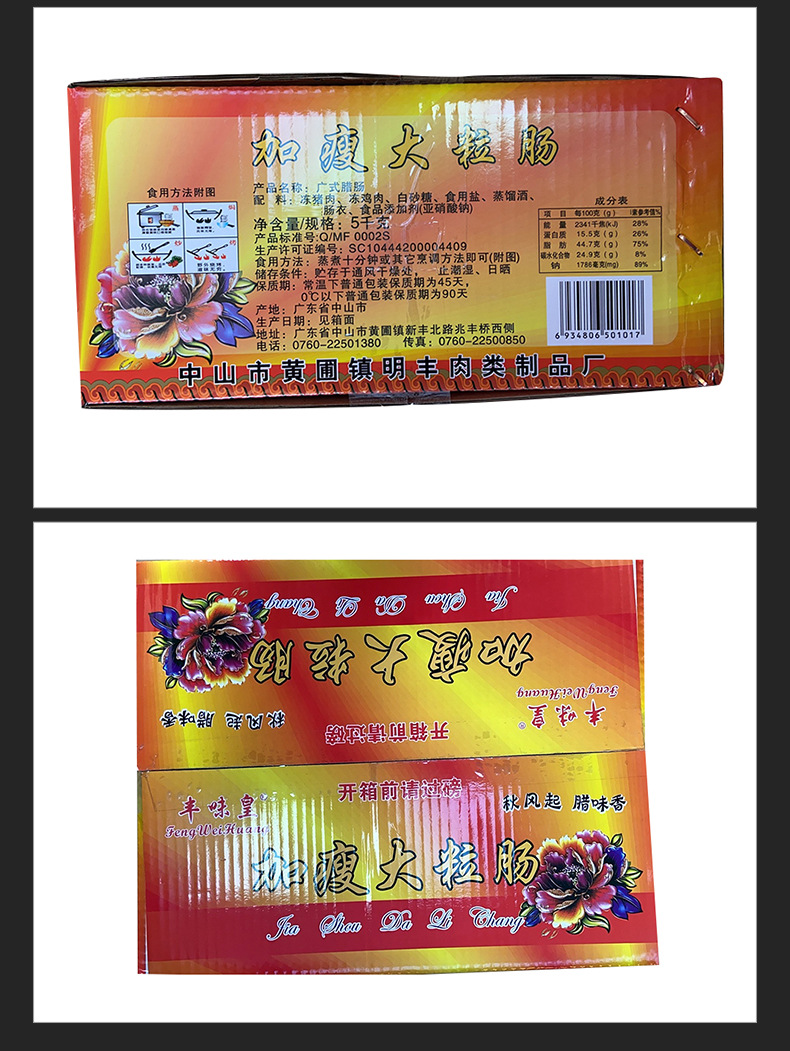 加瘦大粒肠
食用方法附图
蒸
焖
炒
烤
野外烧烤
滋味无穷。
产品名称：广式腊肠
配 料：冻猪肉、冻鸡肉、白砂糖、食用盐、蒸馏酒、
肠衣、食品添加剂(亚硝酸钠)
净含量/规格：5千克
产品标准号:Q/MF 0002S
生产许可证编号：SC10444200004409
食用方法：蒸煮十分钟或其它烹调方法即可(附图)
储存条件：贮存于通风干燥处， 止潮湿、日晒
保质期：常温下普通包装保质期为45天，
0℃以下普通包装保质期为90天
产地：广东省中山市
生产日期：见箱面
地址：广东省中山市黄圃镇新丰北路兆丰桥西侧
电话：0760-22501380 传真：0760-22500850
成分表
项 目 每100克(g) 素参考值%
能 量 2341千焦(kJ) 28%
蛋白质 15.5克(g) 26%
脂 肪 44.7克(g) 75%
碳水化合物 24.9克(g) 8%
钠 1786毫克(mg) 89%
6 934806 501017
中山市黄圃镇明丰肉类制品厂
Jia Shou Da Li Chang
加瘦大粒肠
丰味皇®
FengWeiHuang
秋风起 腊味香
开箱前请过磅
开箱前请过磅
丰味皇®
FengWeiHuang
秋风起 腊味香
加瘦大粒肠
Jia Shou Da Li Chang